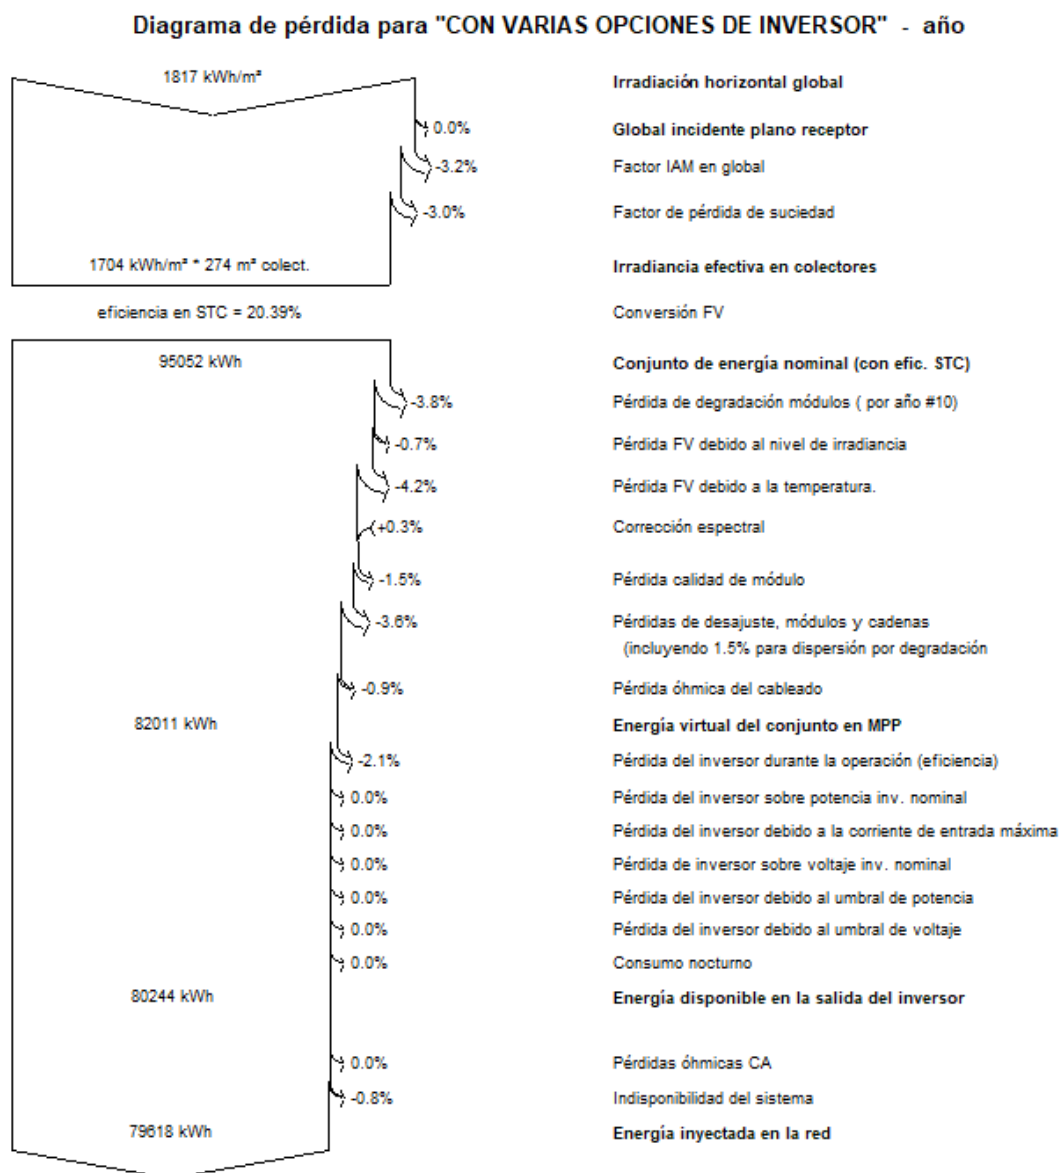 Diagrama de pérdida para "CON VARIAS OPCIONES DE INVERSOR" - año
1817 kWh/m² Irradiación horizontal global
0.0% Global incidente plano receptor
-3.2% Factor IAM en global
-3.0% Factor de pérdida de suciedad
1704 kWh/m² * 274 m² colect. Irradiancia efectiva en colectores
eficiencia en STC = 20.39% Conversión FV
95052 kWh Conjunto de energía nominal (con efic. STC)
-3.8% Pérdida de degradación módulos ( por año #10)
-0.7% Pérdida FV debido al nivel de irradiancia
-4.2% Pérdida FV debido a la temperatura.
+0.3% Corrección espectral
-1.5% Pérdida calidad de módulo
-3.6% Pérdidas de desajuste, módulos y cadenas
(incluyendo 1.5% para dispersión por degradación
-0.9% Pérdida óhmica del cableado
82011 kWh Energía virtual del conjunto en MPP
-2.1% Pérdida del inversor durante la operación (eficiencia)
0.0% Pérdida del inversor sobre potencia inv. nominal
0.0% Pérdida del inversor debido a la corriente de entrada máxima
0.0% Pérdida de inversor sobre voltaje inv. nominal
0.0% Pérdida del inversor debido al umbral de potencia
0.0% Pérdida del inversor debido al umbral de voltaje
0.0% Consumo nocturno
80244 kWh Energía disponible en la salida del inversor
0.0% Pérdidas óhmicas CA
-0.8% Indisponibilidad del sistema
79618 kWh Energía inyectada en la red